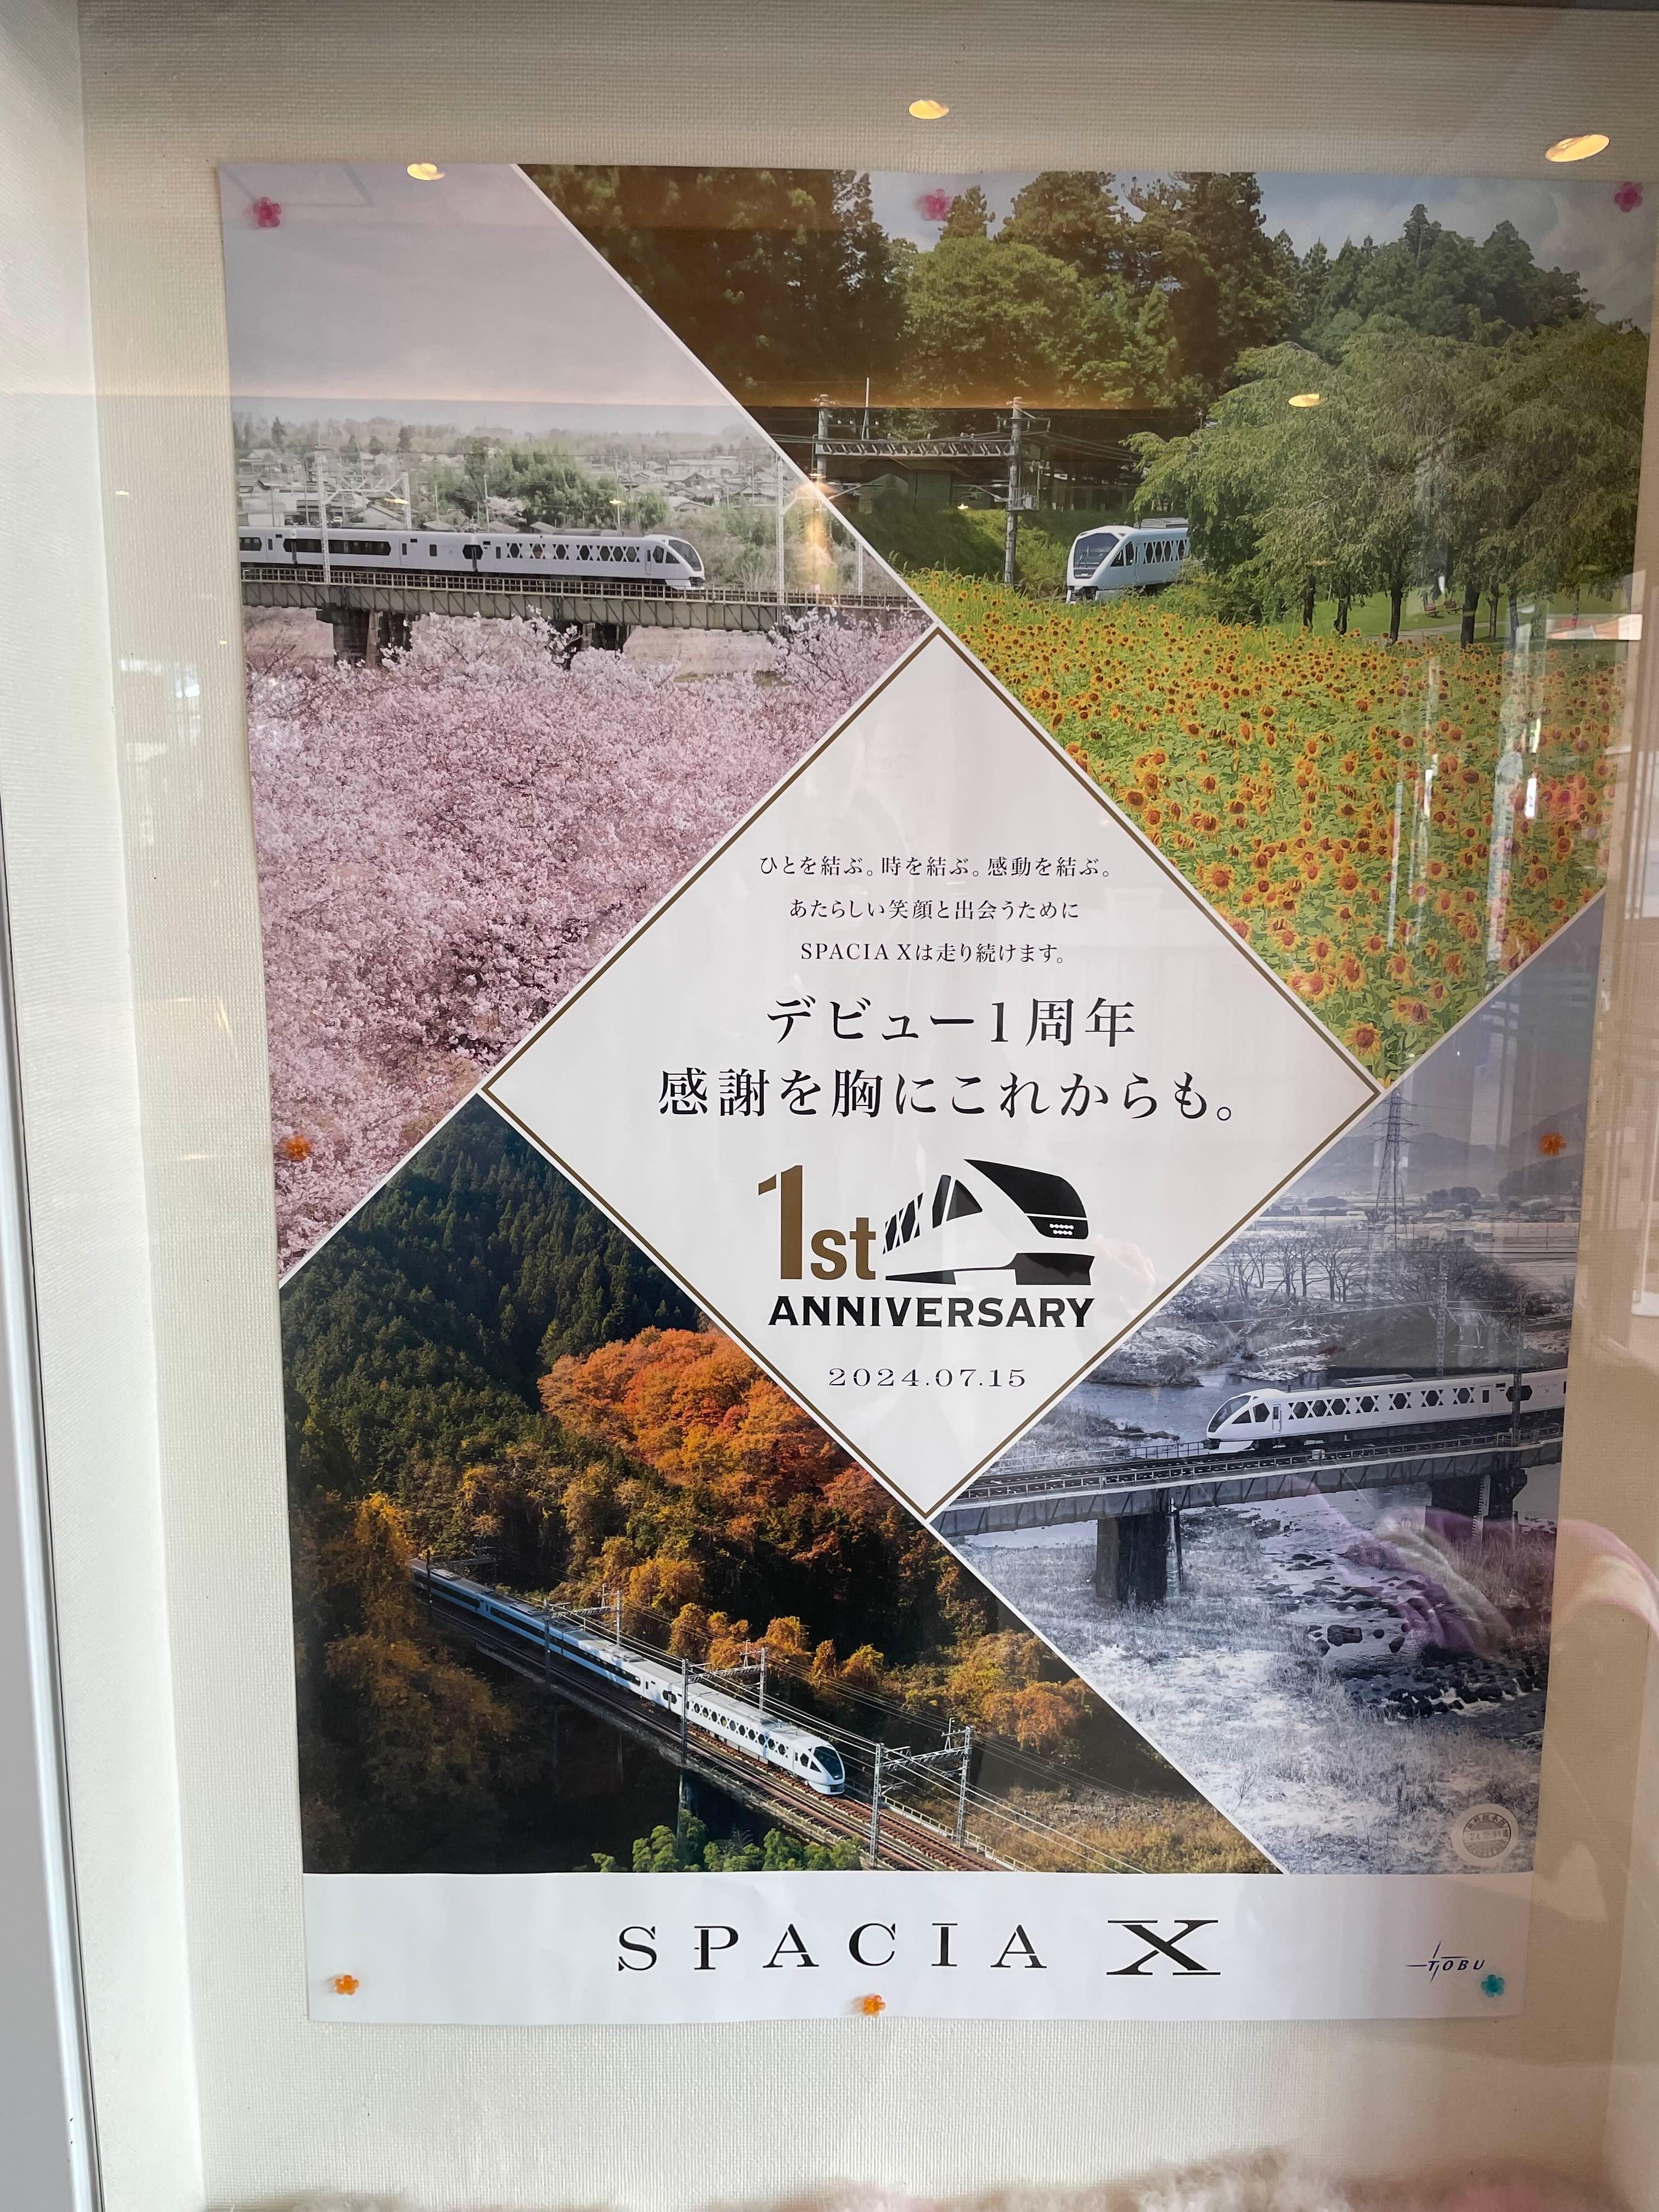 ひとを結ぶ。時を結ぶ。感動を結ぶ。
あたらしい笑顔と出会うために
SPACIA Xは走り続けます。
デビュー1周年
感謝を胸にこれからも。
1st
ANNIVERSARY
2024.07.15
SPACIA X
TOBU